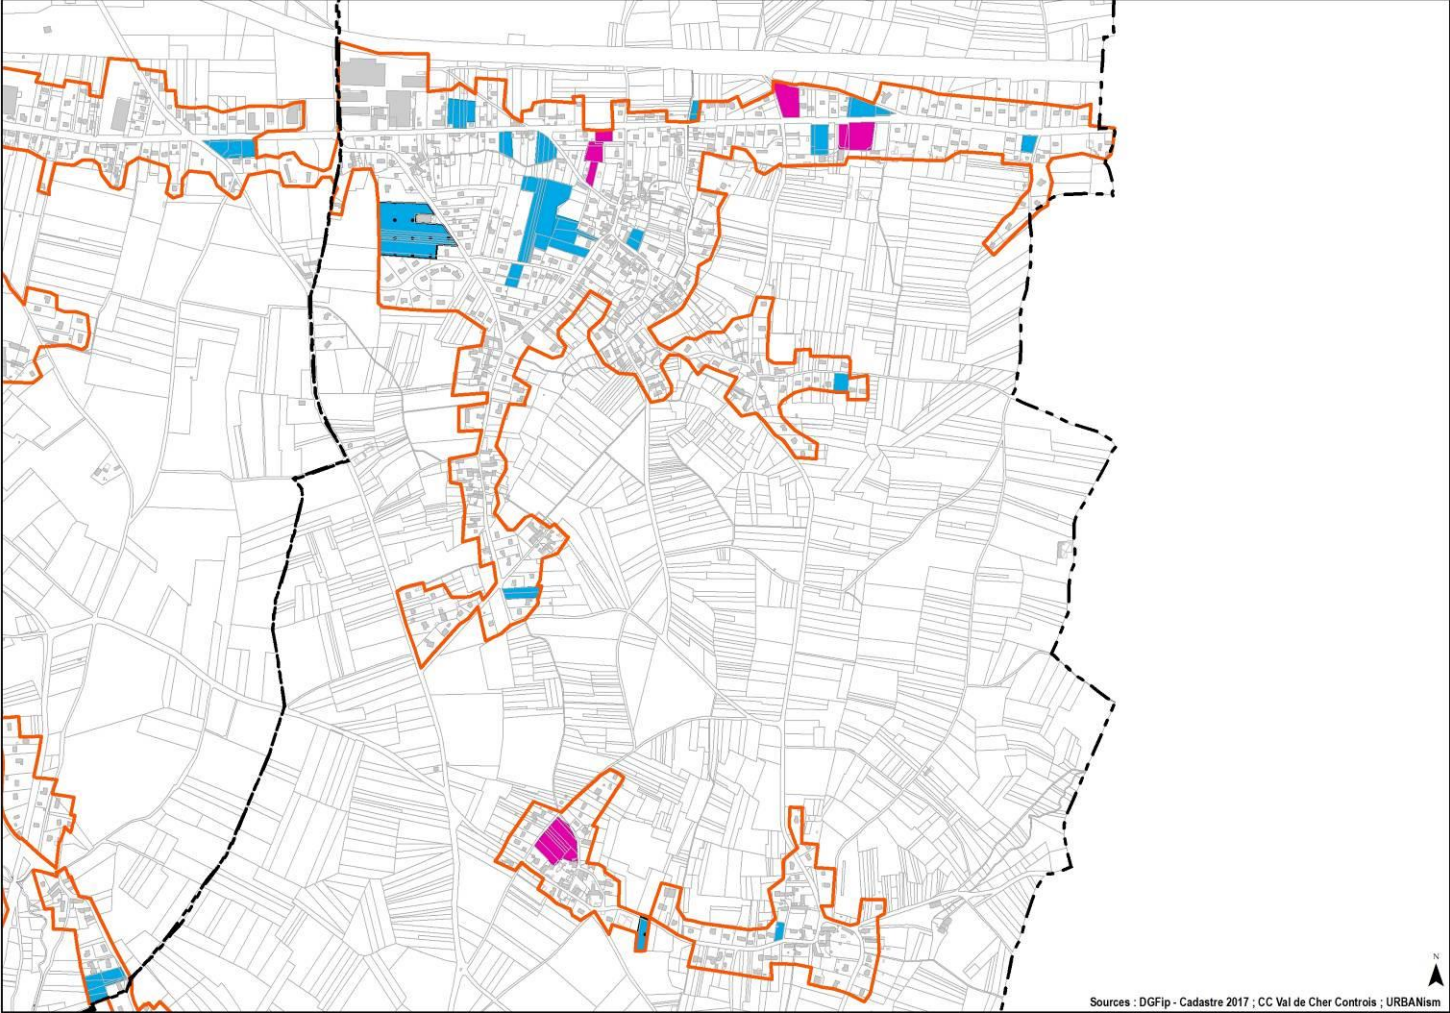 N
Sources : DGFip - Cadastre 2017 ; CC Val de Cher Controis ; URBANism